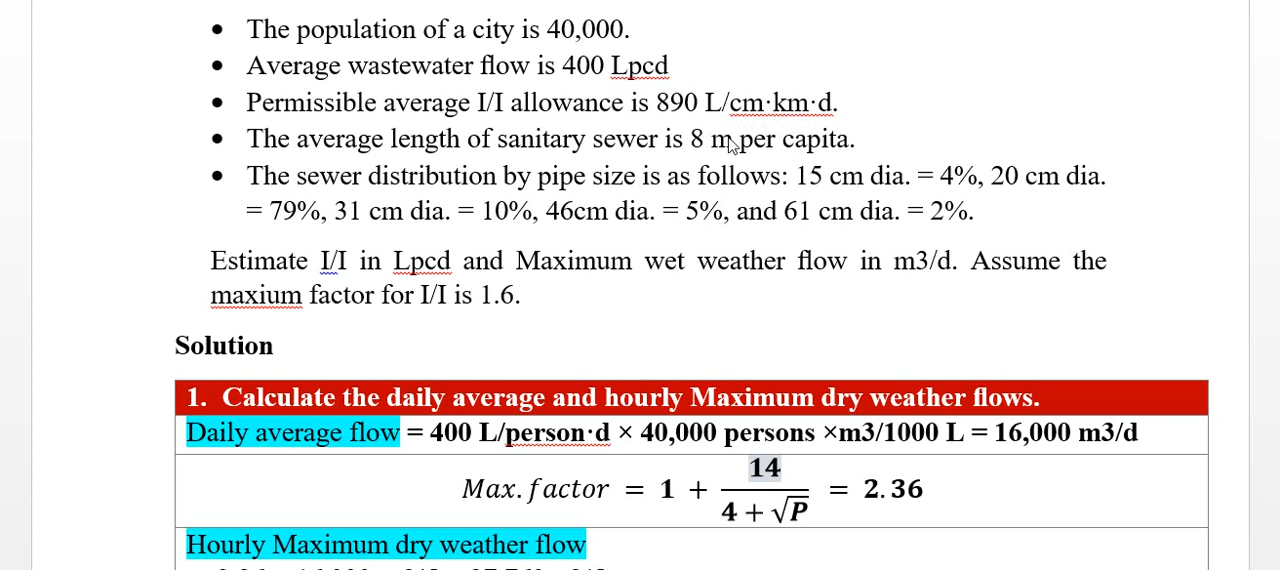 • The population of a city is 40,000.
• Average wastewater flow is 400 Lpcd
• Permissible average I/I allowance is 890 L/cm·km·d.
• The average length of sanitary sewer is 8 m per capita.
• The sewer distribution by pipe size is as follows: 15 cm dia. = 4%, 20 cm dia.
= 79%, 31 cm dia. = 10%, 46cm dia. = 5%, and 61 cm dia. = 2%.
Estimate I/I in Lpcd and Maximum wet weather flow in m3/d. Assume the
maxium factor for I/I is 1.6.
Solution
1. Calculate the daily average and hourly Maximum dry weather flows.
Daily average flow = 400 L/person·d × 40,000 persons ×m3/1000 L = 16,000 m3/d
Max.factor = 1 + 14 / 4 + √P = 2.36
Hourly Maximum dry weather flow